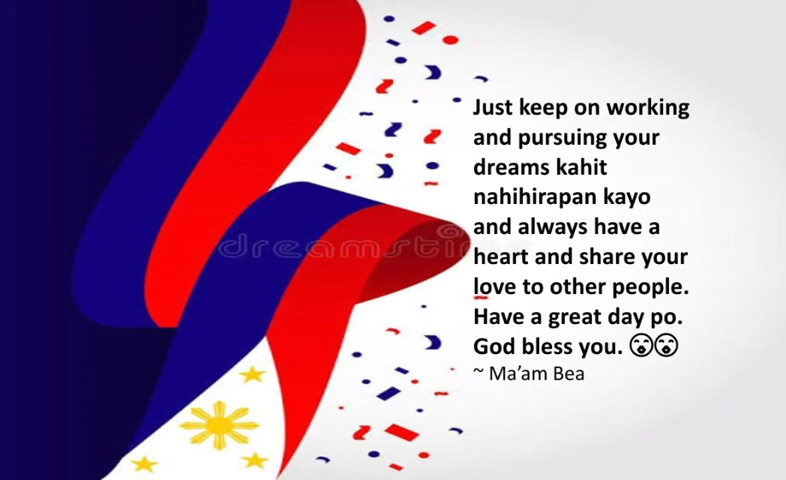 Just keep on working
and pursuing your
dreams kahit
nahihirapan kayo
and always have a
heart and share your
love to other people.
Have a great day po.
God bless you. 😮😮
~ Ma’am Bea
dreamstime